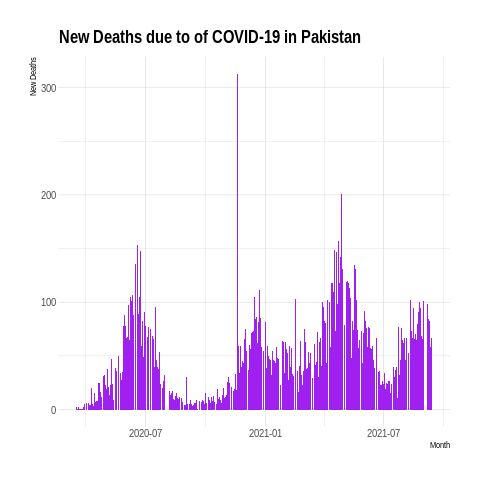 New Deaths due to of COVID-19 in Pakistan
New Deaths
300
200
100
0
2020-07
2021-01
2021-07
Month